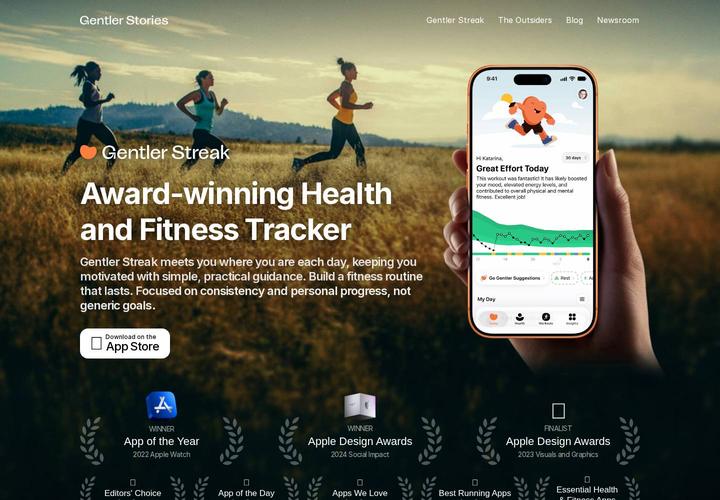 Gentler Stories
Gentler Streak
The Outsiders
Blog
Newsroom
Gentler Streak
Award-winning Health
and Fitness Tracker
Gentler Streak meets you where you are each day, keeping you
motivated with simple, practical guidance. Build a fitness routine
that lasts. Focused on consistency and personal progress, not
generic goals.
Download on the
App Store
9:41
Hi Katarina,
30 days
Great Effort Today
This workout was fantastic! It has likely boosted
your mood, elevated energy levels, and
contributed to overall physical and mental
fitness. Excellent job!
Go Gentler Suggestions
Rest
My Day
Health
Workouts
Insights
WINNER
App of the Year
2022 Apple Watch
WINNER
Apple Design Awards
2024 Social Impact
FINALIST
Apple Design Awards
2023 Visuals and Graphics
Editors' Choice
App of the Day
Apps We Love
Best Running Apps
Essential Health
& Fitness Apps